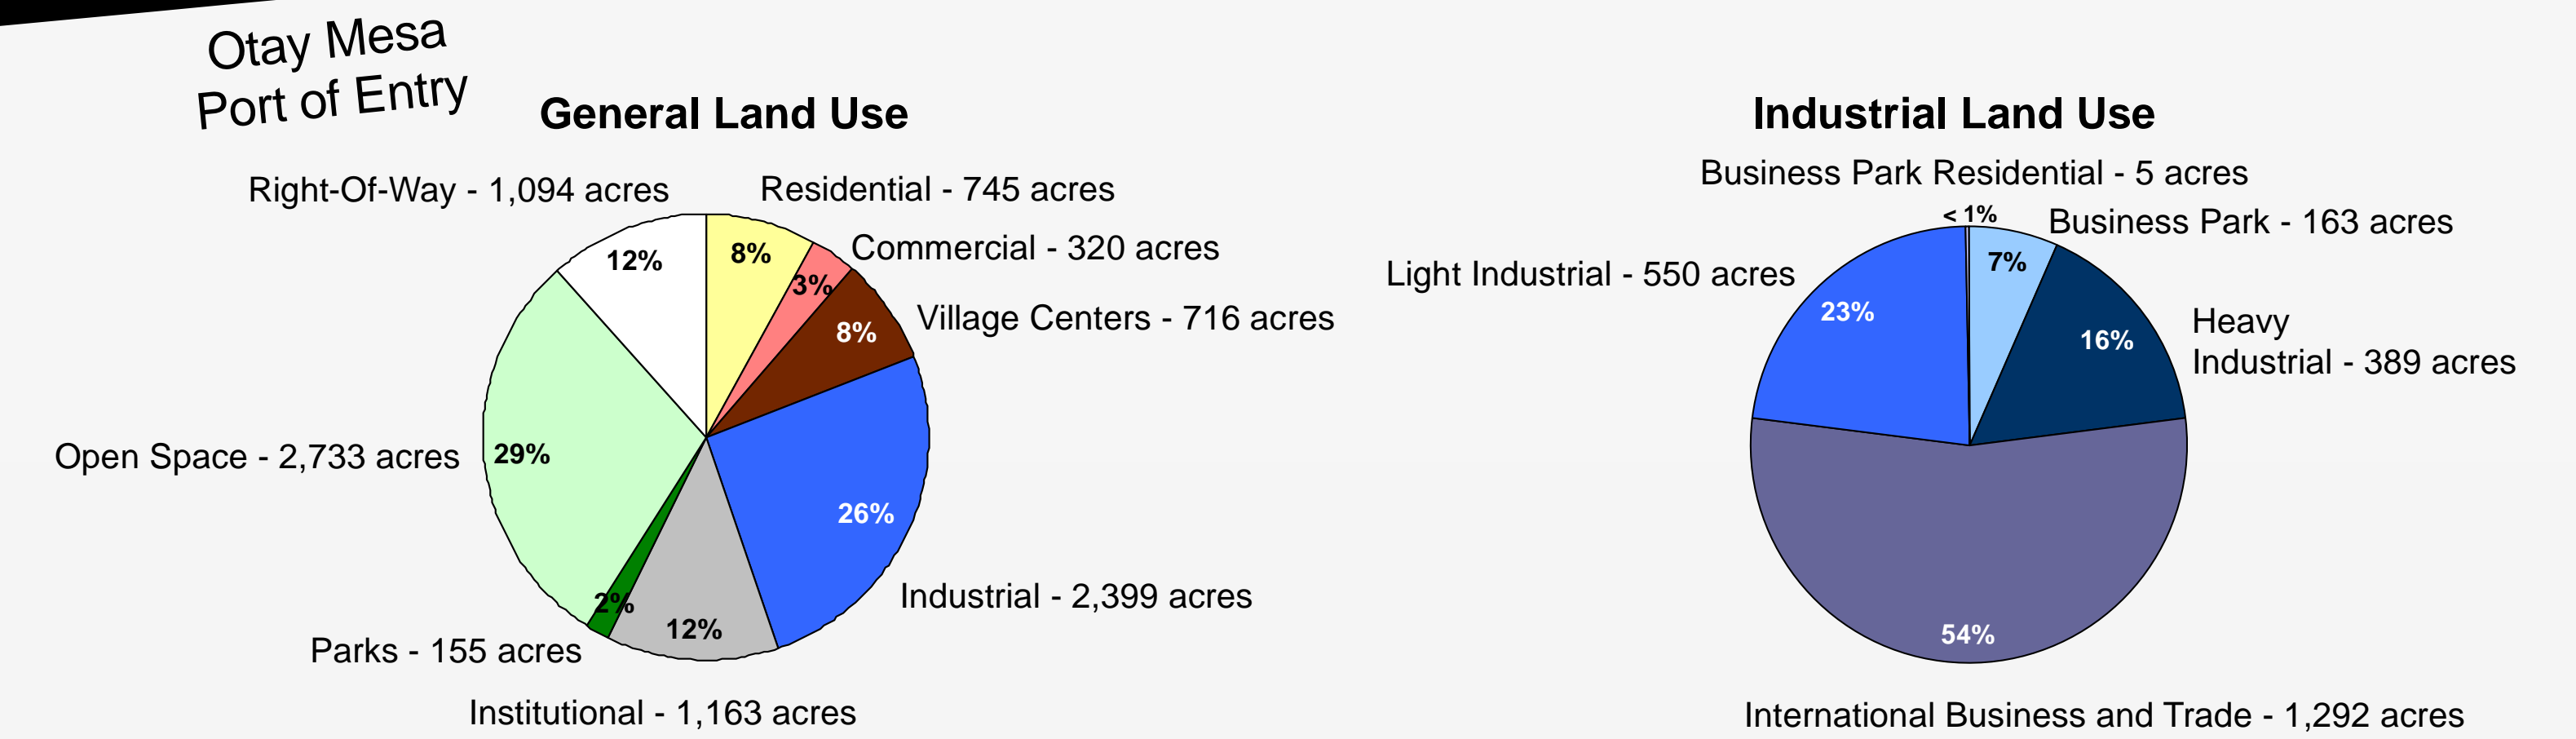 Otay Mesa
Port of Entry
General Land Use
Right-Of-Way - 1,094 acres
Residential - 745 acres
12%
8%
Commercial - 320 acres
3%
Village Centers - 716 acres
8%
Open Space - 2,733 acres
29%
26%
Industrial - 2,399 acres
2%
12%
Parks - 155 acres
Institutional - 1,163 acres
Industrial Land Use
Business Park Residential - 5 acres
< 1%
Business Park - 163 acres
7%
Light Industrial - 550 acres
23%
Heavy
Industrial - 389 acres
16%
54%
International Business and Trade - 1,292 acres